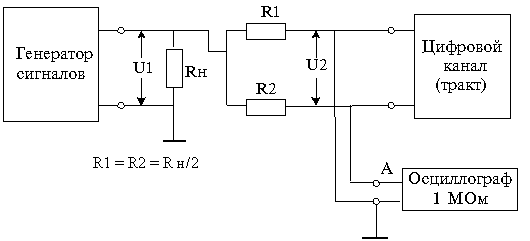 R1
Генератор
сигналов
U1
Rн
U2
Цифровой
канал
(тракт)
R2
R1 = R2 = R н/2
A
Осциллограф
1 МОм